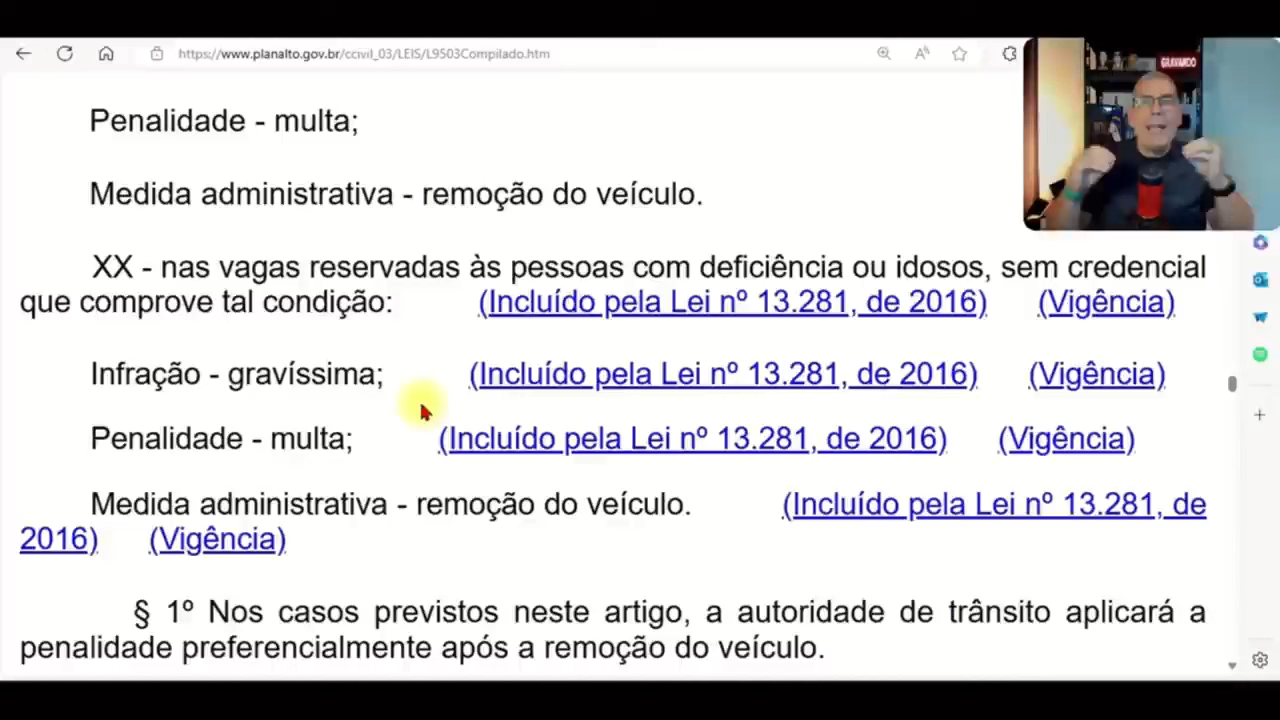 https://www.planalto.gov.br/ccivil_03/LEIS/L9503Compilado.htm
GRAVANDO
Penalidade - multa;
Medida administrativa - remoção do veículo.
XX - nas vagas reservadas às pessoas com deficiência ou idosos, sem credencial
que comprove tal condição: (Incluído pela Lei nº 13.281, de 2016) (Vigência)
Infração - gravíssima; (Incluído pela Lei nº 13.281, de 2016) (Vigência)
Penalidade - multa; (Incluído pela Lei nº 13.281, de 2016) (Vigência)
Medida administrativa - remoção do veículo. (Incluído pela Lei nº 13.281, de
2016) (Vigência)
§ 1º Nos casos previstos neste artigo, a autoridade de trânsito aplicará a
penalidade preferencialmente após a remoção do veículo.